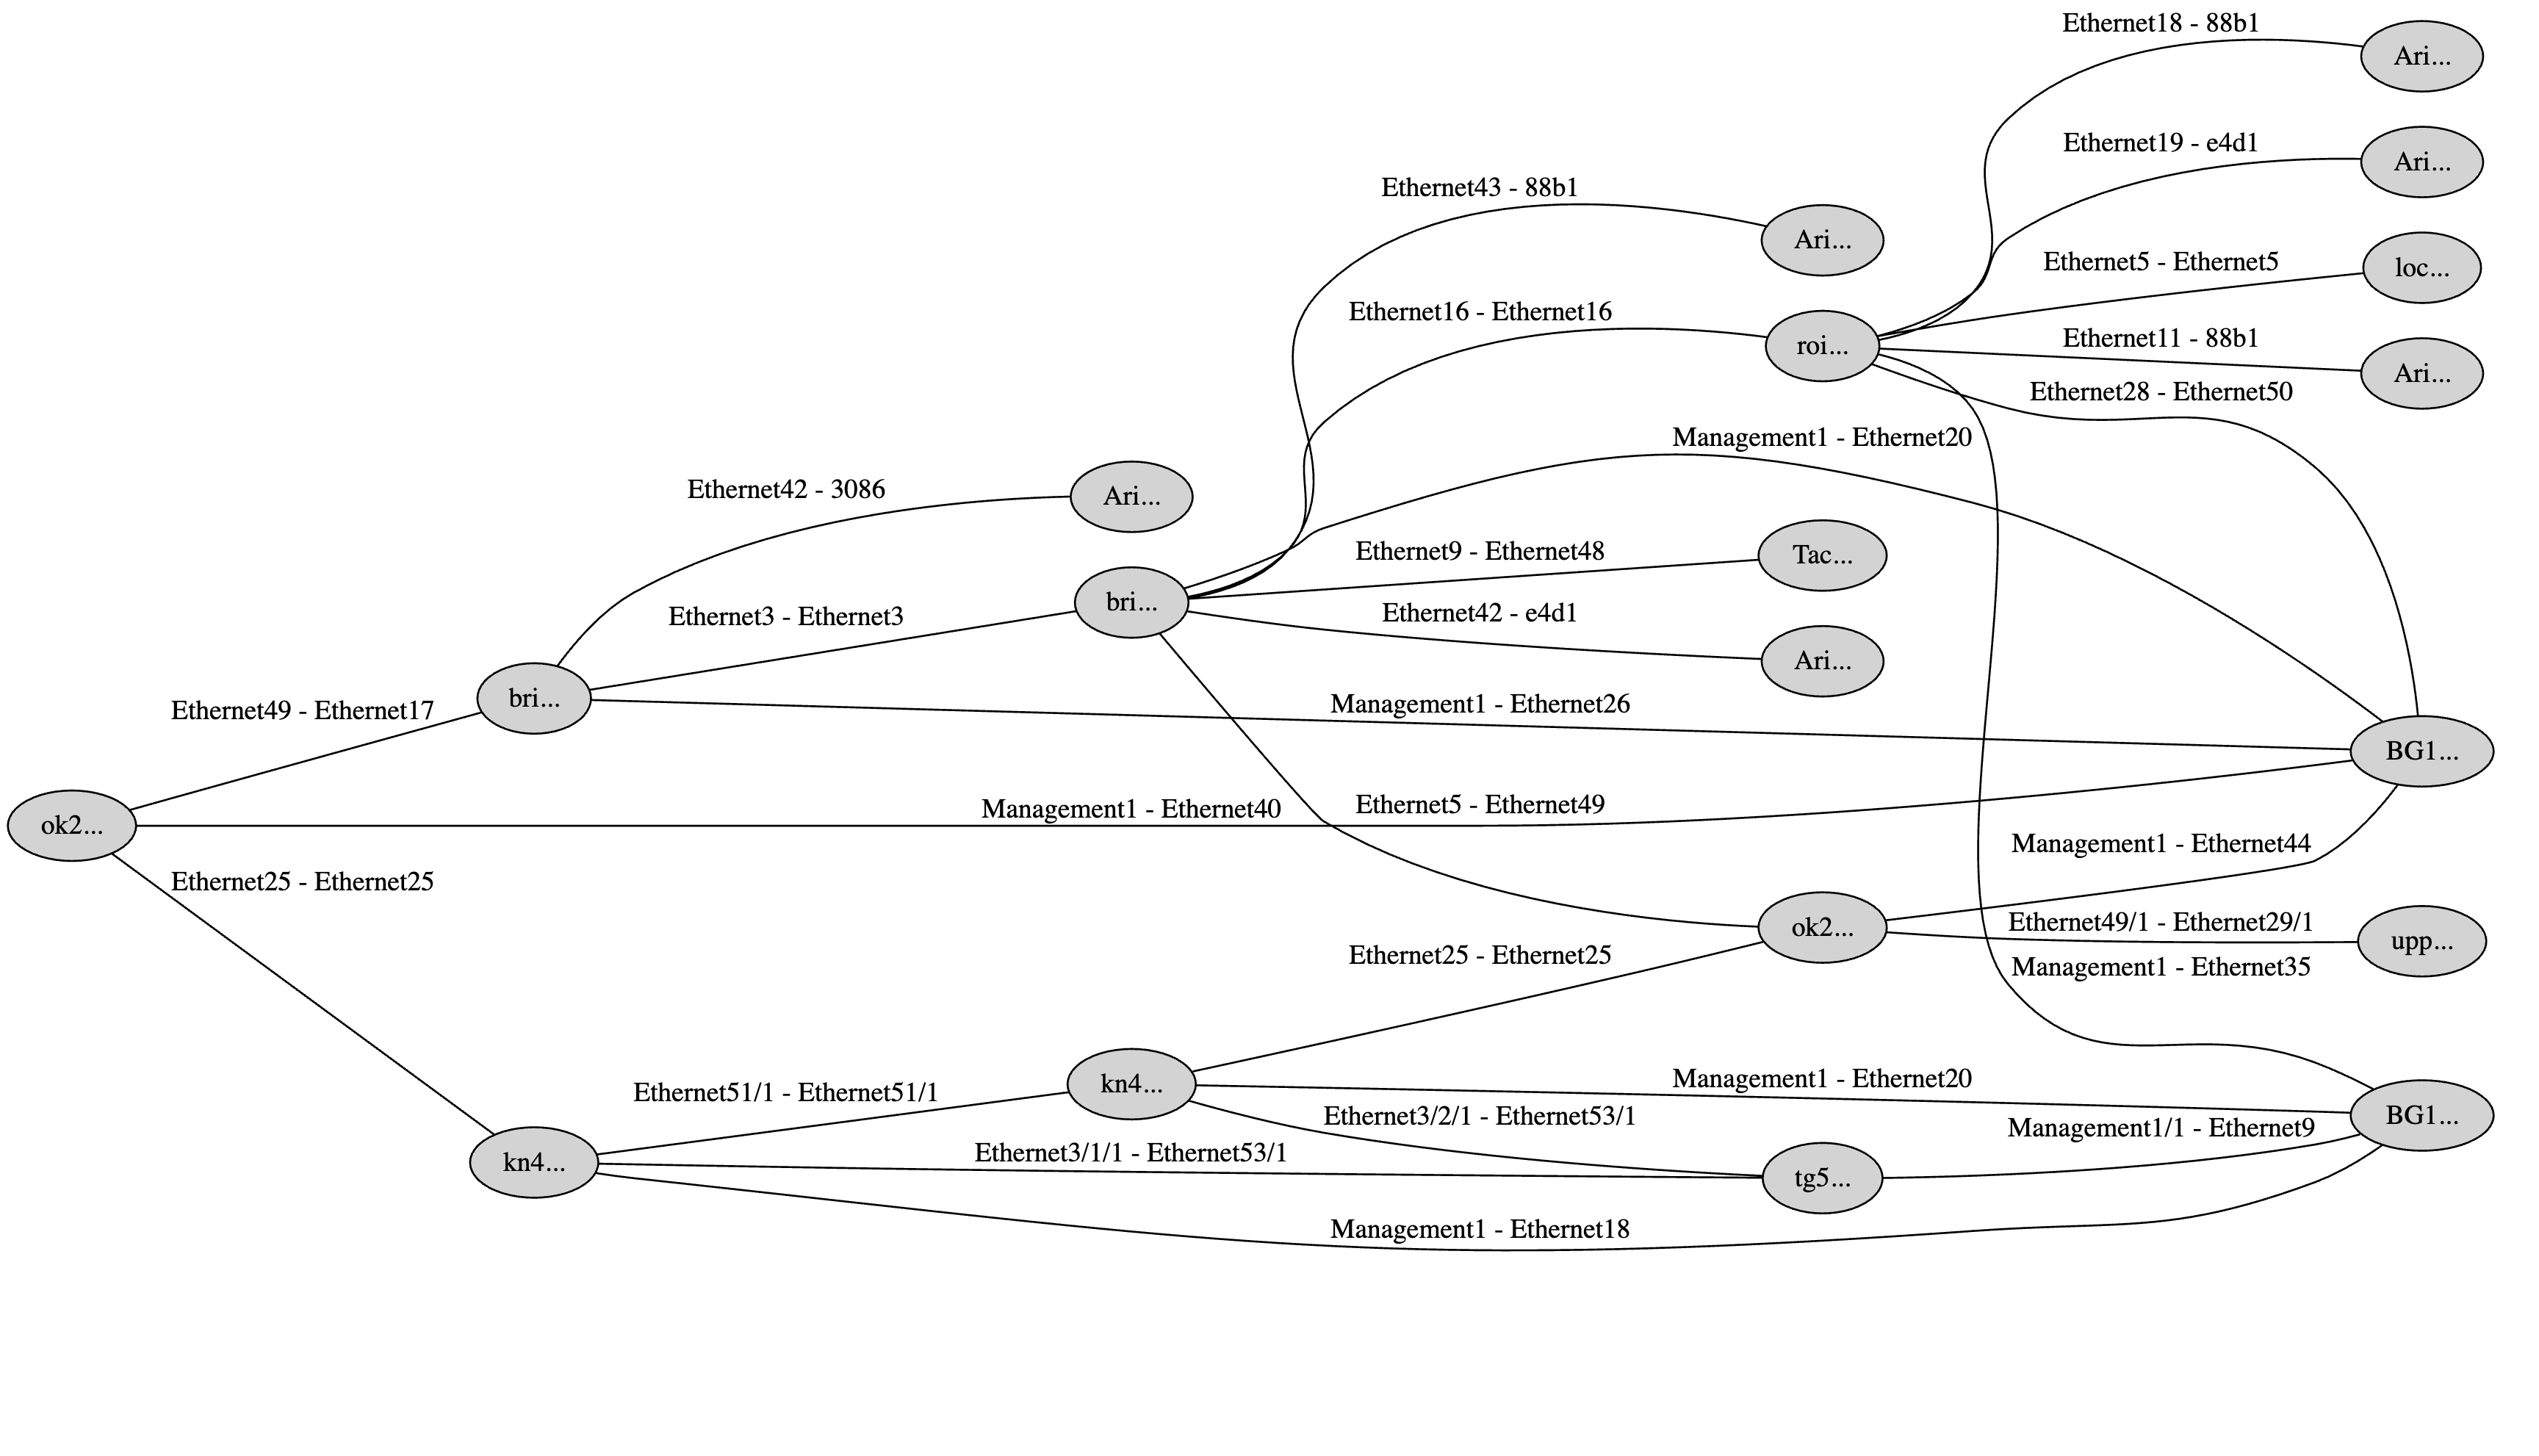 Ethernet18 - 88b1
Ari...
Ethernet19 - e4d1
Ari...
Ethernet43 - 88b1
Ari...
Ethernet5 - Ethernet5
loc...
Ethernet16 - Ethernet16
roi...
Ethernet11 - 88b1
Ari...
Ethernet28 - Ethernet50
Management1 - Ethernet20
Ethernet42 - 3086
Ari...
Ethernet9 - Ethernet48
Tac...
bri...
Ethernet3 - Ethernet3
Ethernet42 - e4d1
Ari...
bri...
Ethernet49 - Ethernet17
Management1 - Ethernet26
BG1...
ok2...
Management1 - Ethernet40
Ethernet5 - Ethernet49
Management1 - Ethernet44
Ethernet25 - Ethernet25
ok2...
Ethernet49/1 - Ethernet29/1
upp...
Ethernet25 - Ethernet25
Management1 - Ethernet35
kn4...
Ethernet51/1 - Ethernet51/1
Management1 - Ethernet20
Ethernet3/2/1 - Ethernet53/1
BG1...
Management1/1 - Ethernet9
kn4...
Ethernet3/1/1 - Ethernet53/1
tg5...
Management1 - Ethernet18